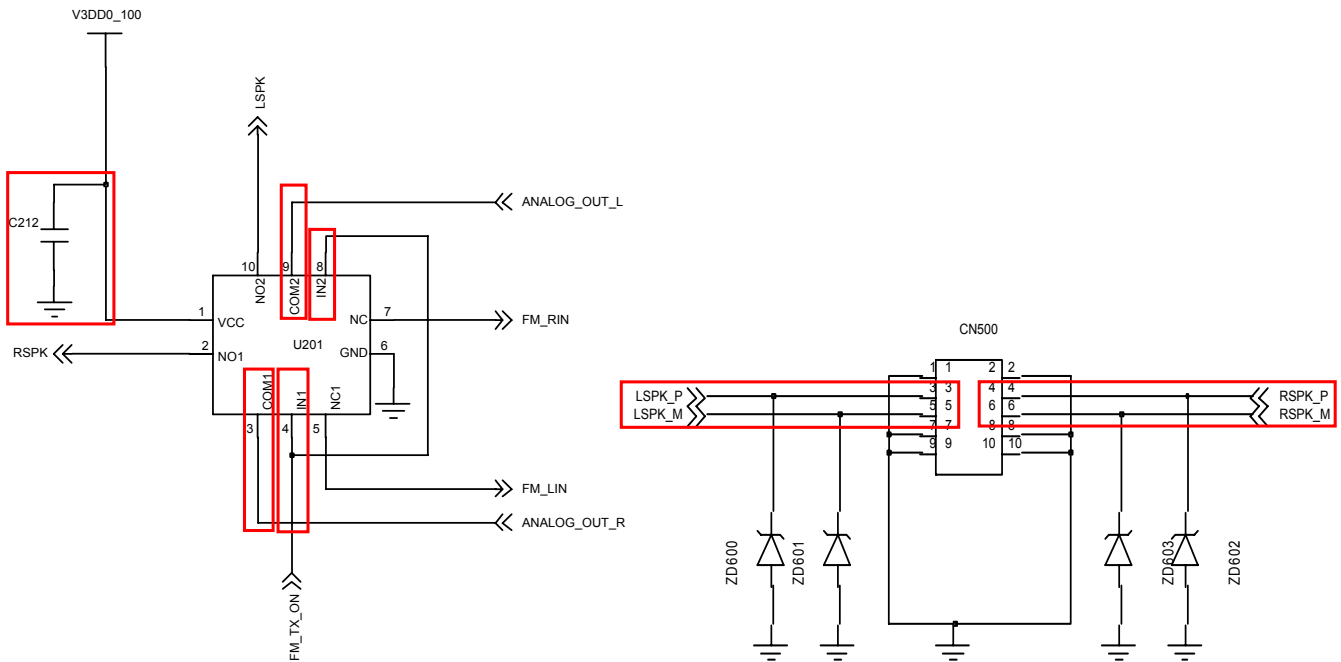 V3DD0_100
LSPK
C212
ANALOG_OUT_L
10
9
8
NO2
COM2
IN2
1
VCC
NC
7
FM_RIN
U201
RSPK
2
NO1
GND
6
COM1
IN1
NC1
3
4
5
FM_LIN
ANALOG_OUT_R
FM_TX_ON
CN500
1 1 2 2
3 3 4 4
LSPK_P
RSPK_P
5 5 6 6
LSPK_M
RSPK_M
7 7 8 8
9 9 10 10
ZD600
ZD601
ZD603
ZD602